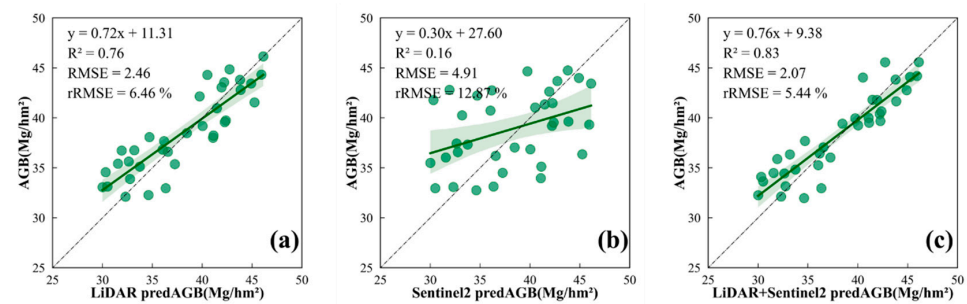 y = 0.72x + 11.31
R² = 0.76
RMSE = 2.46
rRMSE = 6.46 %
AGB(Mg/hm²)
50
45
40
35
30
25
25 30 35 40 45 50
LiDAR predAGB(Mg/hm²)
(a)
y = 0.30x + 27.60
R² = 0.16
RMSE = 4.91
rRMSE = 12.87 %
AGB(Mg/hm²)
50
45
40
35
30
25
25 30 35 40 45 50
Sentinel2 predAGB(Mg/hm²)
(b)
y = 0.76x + 9.38
R² = 0.83
RMSE = 2.07
rRMSE = 5.44 %
AGB(Mg/hm²)
50
45
40
35
30
25
25 30 35 40 45 50
LiDAR+Sentinel2 predAGB(Mg/hm²)
(c)